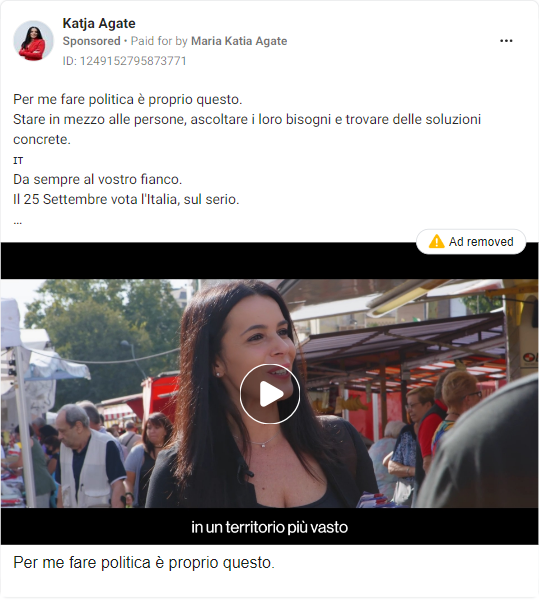 Katja Agate
Sponsored • Paid for by Maria Katia Agate
ID: 1249152795873771
Per me fare politica è proprio questo.
Stare in mezzo alle persone, ascoltare i loro bisogni e trovare delle soluzioni
concrete.
IT
Da sempre al vostro fianco.
Il 25 Settembre vota l'Italia, sul serio.
...
Ad removed
in un territorio più vasto
Per me fare politica è proprio questo.